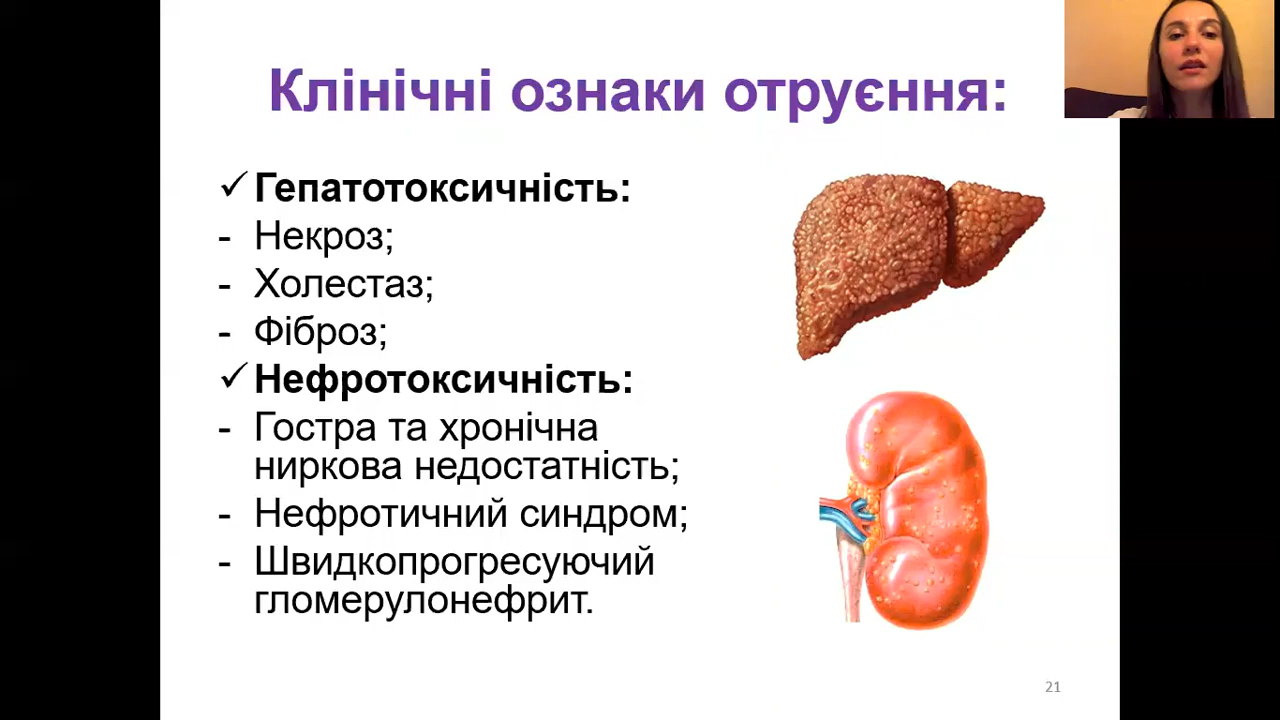 Клінічні ознаки отруєння:
✓ Гепатотоксичність:
- Некроз;
- Холестаз;
- Фіброз;
✓ Нефротоксичність:
- Гостра та хронічна
ниркова недостатність;
- Нефротичний синдром;
- Швидкопрогресуючий
гломерулонефрит.
21